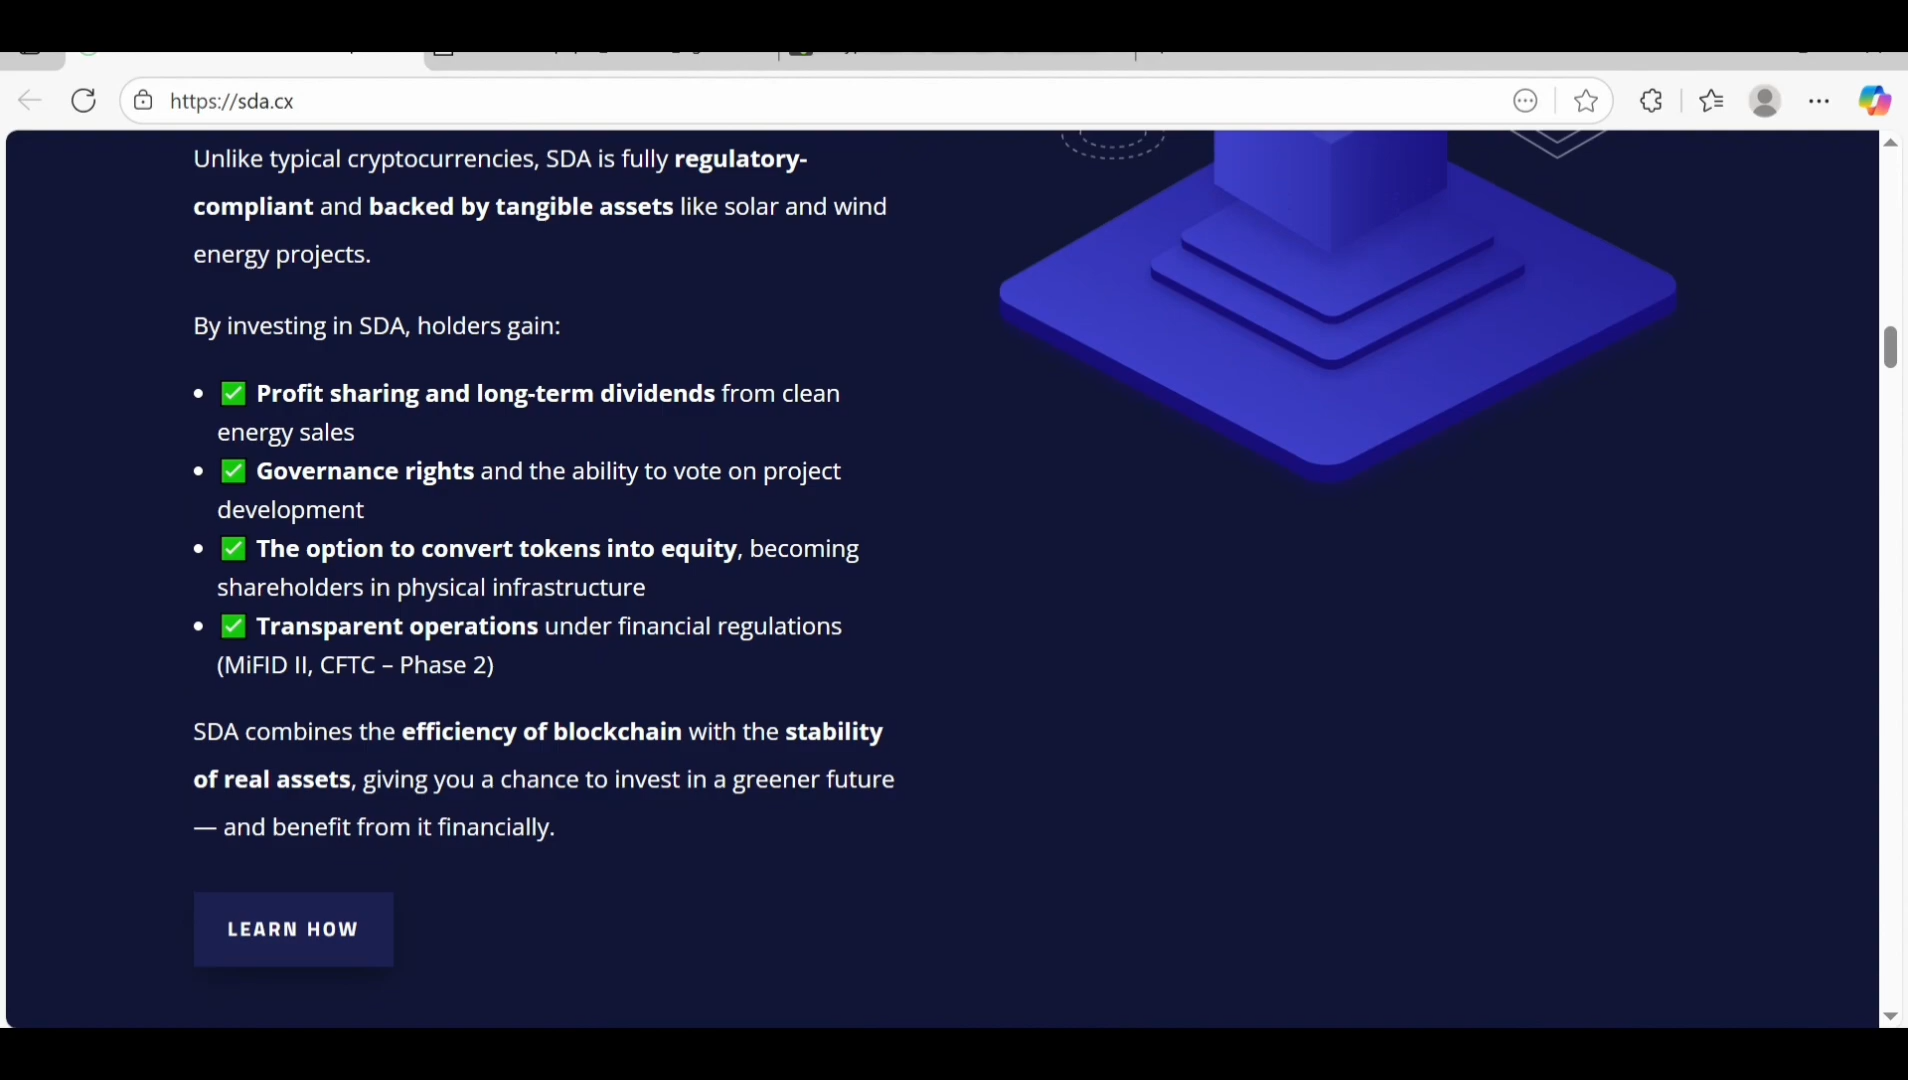 https://sda.cx
Unlike typical cryptocurrencies, SDA is fully regulatory-
compliant and backed by tangible assets like solar and wind
energy projects.
By investing in SDA, holders gain:
• ✅ Profit sharing and long-term dividends from clean
energy sales
• ✅ Governance rights and the ability to vote on project
development
• ✅ The option to convert tokens into equity, becoming
shareholders in physical infrastructure
• ✅ Transparent operations under financial regulations
(MiFID II, CFTC – Phase 2)
SDA combines the efficiency of blockchain with the stability
of real assets, giving you a chance to invest in a greener future
— and benefit from it financially.
LEARN HOW